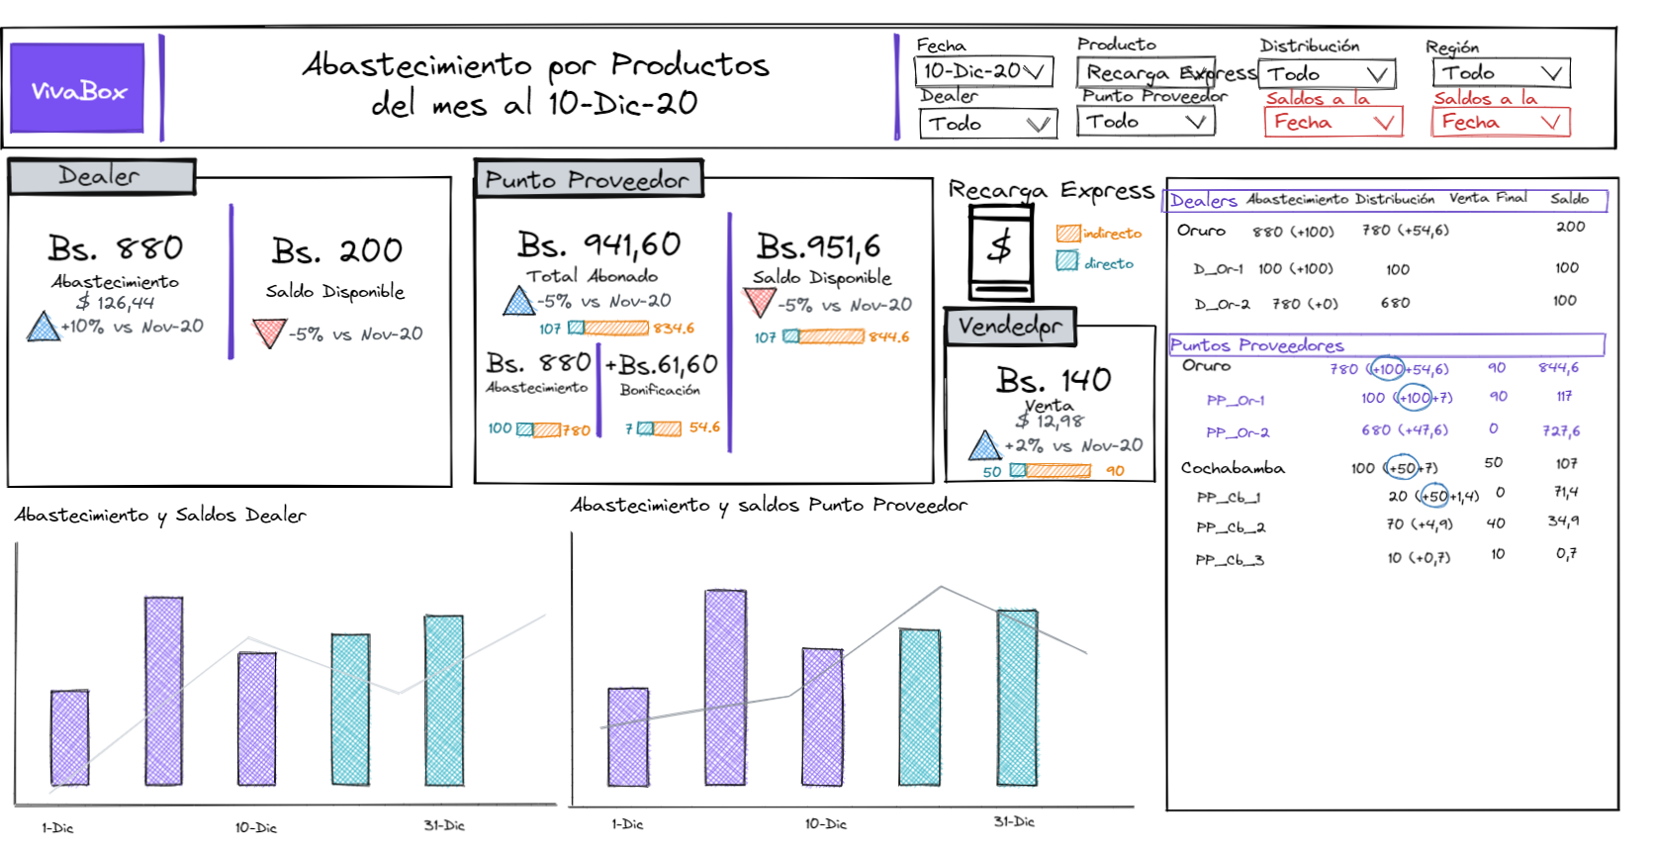 VivaBox
Abastecimiento por Productos
del mes al 10-Dic-20
Fecha
10-Dic-20
Producto
Recarga Express
Distribución
Todo
Región
Todo
Dealer
Todo
Punto Proveedor
Todo
Saldos a la
Fecha
Saldos a la
Fecha
Dealer
Bs. 880
Abastecimiento
$ 126,44
+10% vs Nov-20
Bs. 200
Saldo Disponible
-5% vs Nov-20
Punto Proveedor
Bs. 941,60
Total Abonado
-5% vs Nov-20
107 834.6
Bs. 880
Abastecimiento
100 780
+Bs.61,60
Bonificación
7 54.6
Bs.951,6
Saldo Disponible
-5% vs Nov-20
107 844.6
Recarga Express
$
indirecto
directo
Vendedpr
Bs. 140
Venta
$ 12,98
+2% vs Nov-20
50 90
Dealers Abastecimiento Distribución Venta Final Saldo
Oruro 880 (+100) 780 (+54,6) 200
D_Or-1 100 (+100) 100 100
D_Or-2 780 (+0) 680 100
Puntos Proveedores
Oruro 780 (+100+54,6) 90 844,6
PP_Or-1 100 (+100+7) 90 117
PP_Or-2 680 (+47,6) 0 727,6
Cochabamba 100 (+50+7) 50 107
PP_Cb_1 20 (+50+1,4) 0 71,4
PP_Cb_2 70 (+4,9) 40 34,9
PP_Cb_3 10 (+0,7) 10 0,7
Abastecimiento y Saldos Dealer
1-Dic 10-Dic 31-Dic
Abastecimiento y saldos Punto Proveedor
1-Dic 10-Dic 31-Dic